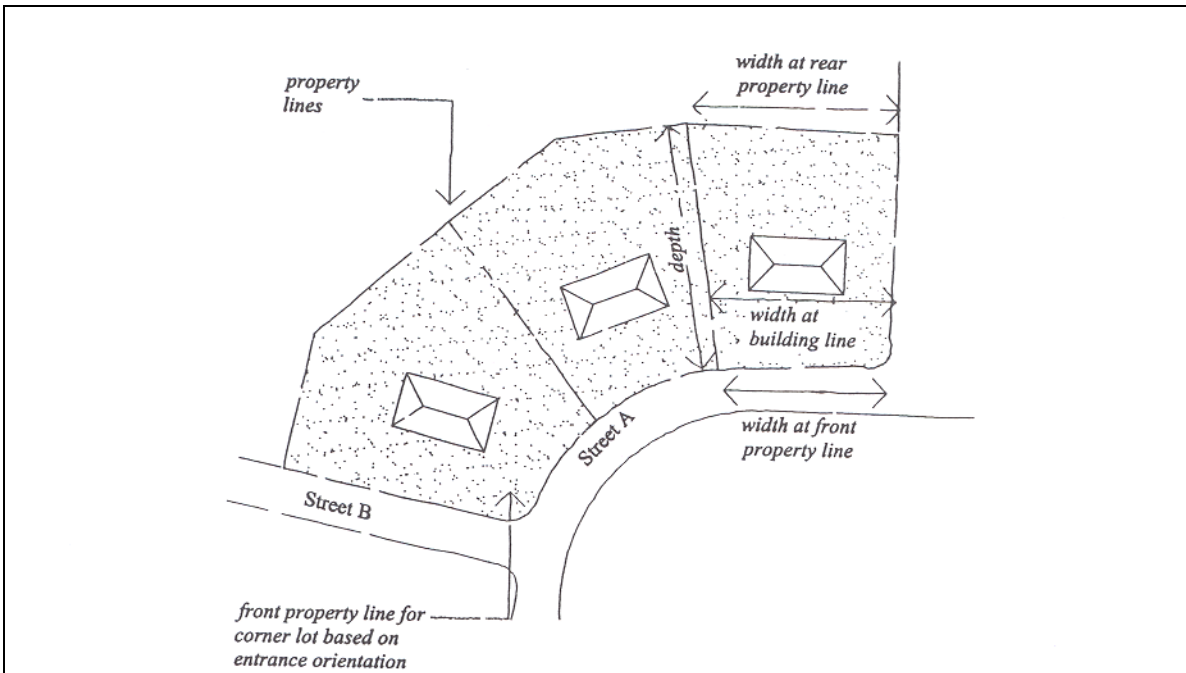 width at rear
property line
property
lines
depth
width at
building line
width at front
property line
Street A
Street B
front property line for
corner lot based on
entrance orientation